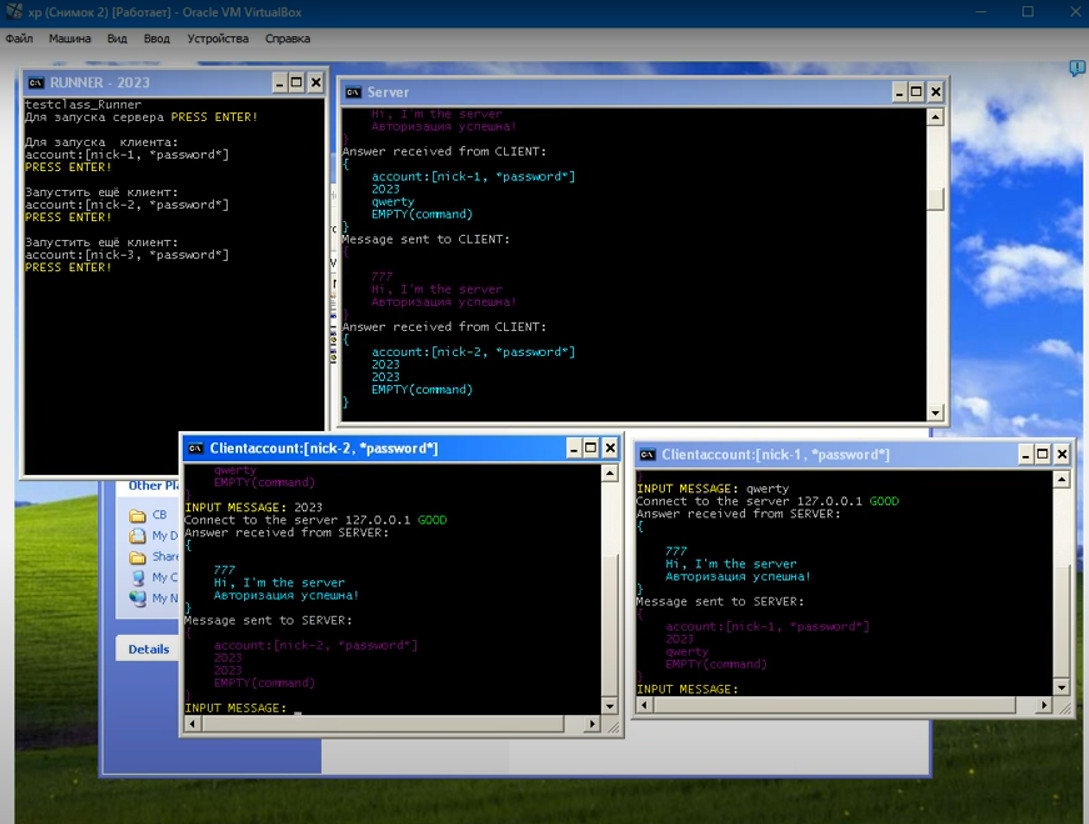 хр (Снимок 2) [Работает] - Oracle VM VirtualBox
Файл Машина Вид Ввод Устройства Справка
RUNNER - 2023
testclass_Runner
Для запуска сервера PRESS ENTER!
Для запуска клиента:
account:[nick-1, *password*]
PRESS ENTER!
Запустить ещё клиент:
account:[nick-2, *password*]
PRESS ENTER!
Запустить ещё клиент:
account:[nick-3, *password*]
PRESS ENTER!
Server
Hi, I'm the server
Авторизация успешна!
}
Answer received from CLIENT:
{
account:[nick-1, *password*]
2023
qwerty
EMPTY(command)
}
Message sent to CLIENT:
{
777
Hi, I'm the server
Авторизация успешна!
}
Answer received from CLIENT:
{
account:[nick-2, *password*]
2023
2023
EMPTY(command)
}
Clientaccount:[nick-2, *password*]
qwerty
EMPTY(command)
}
INPUT MESSAGE: 2023
Connect to the server 127.0.0.1 GOOD
Answer received from SERVER:
{
777
Hi, I'm the server
Авторизация успешна!
}
Message sent to SERVER:
{
account:[nick-2, *password*]
2023
2023
EMPTY(command)
}
INPUT MESSAGE: _
Clientaccount:[nick-1, *password*]
}
INPUT MESSAGE: qwerty
Connect to the server 127.0.0.1 GOOD
Answer received from SERVER:
{
777
Hi, I'm the server
Авторизация успешна!
}
Message sent to SERVER:
{
account:[nick-1, *password*]
2023
qwerty
EMPTY(command)
}
INPUT MESSAGE:
Other Pla
CB
My D
Share
My C
My N
Details